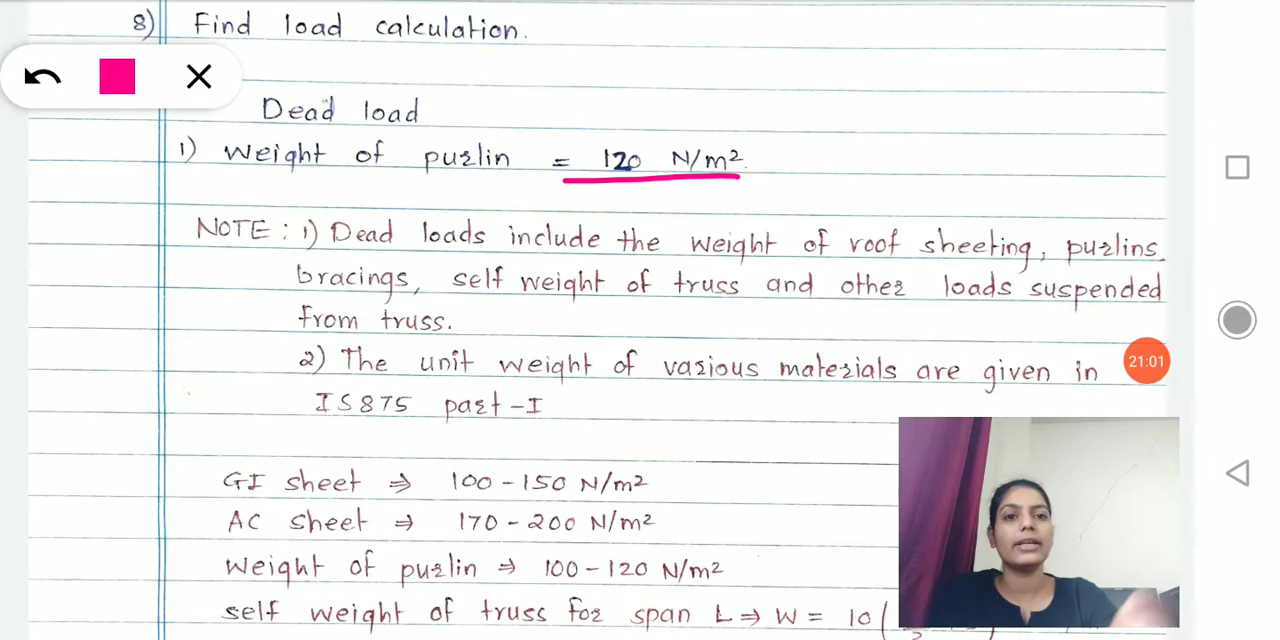 8) Find load calculation.
Dead load
1) Weight of purlin = 120 N/m²
NOTE : 1) Dead loads include the weight of roof sheeting, purlins
bracings, self weight of truss and other loads suspended
from truss.
2) The unit weight of various materials are given in
21:01
IS875 part-I
GI sheet ⇒ 100-150 N/m²
AC sheet ⇒ 170-200 N/m²
Weight of purlin ⇒ 100-120 N/m²
self weight of truss for span L ⇒ W = 10(